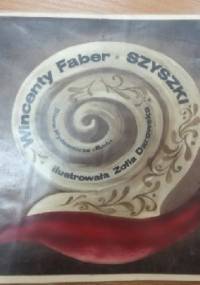 Wincenty Faber · SZYSZKI
ilustrowała Zofia Darowska